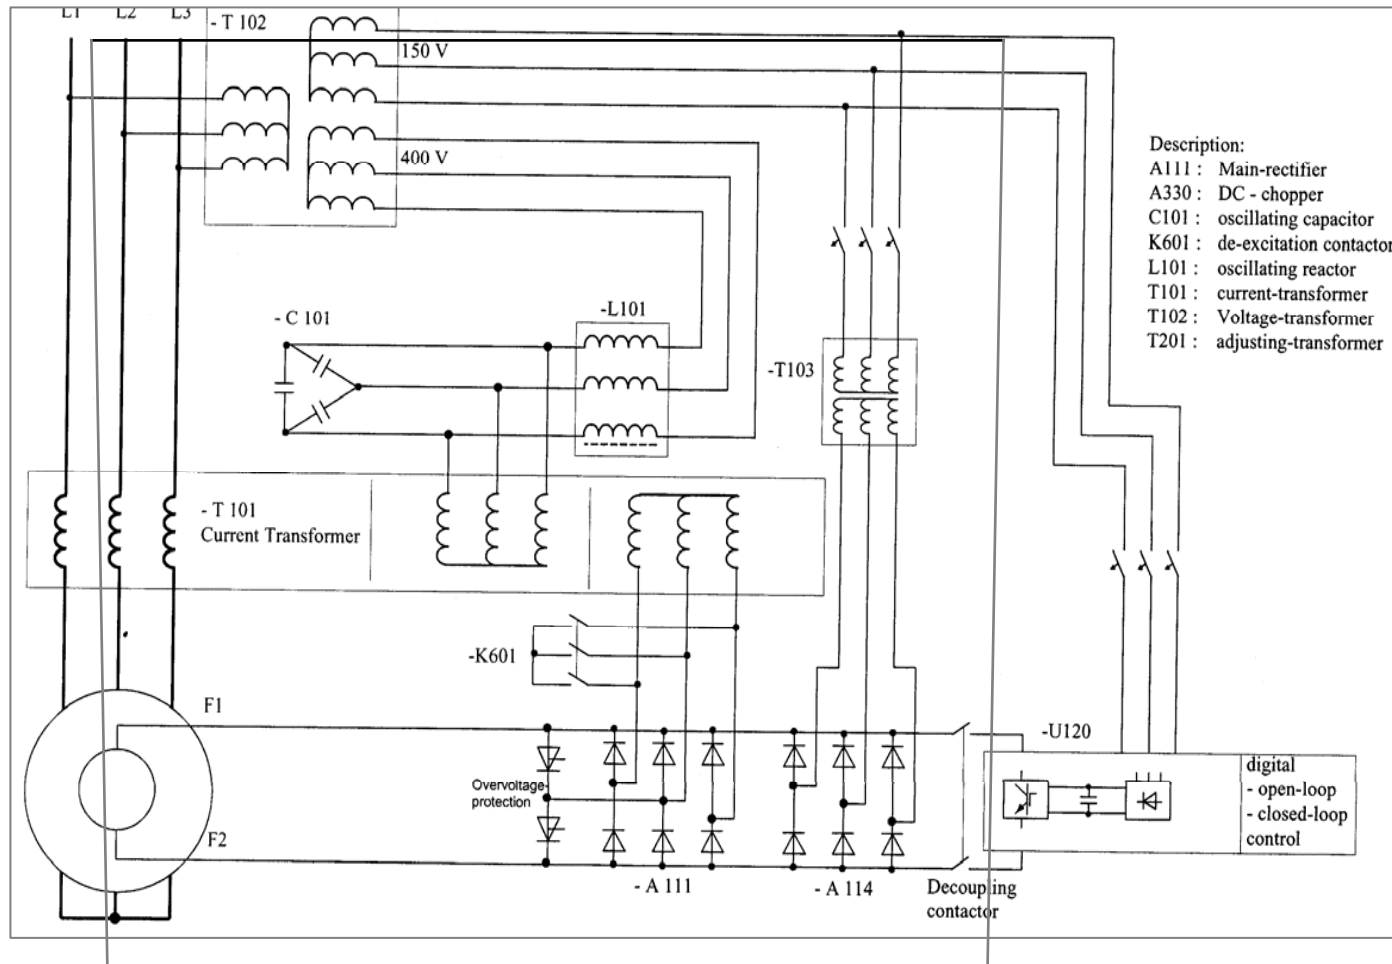 L1 L2 L3
- T 102
150 V
400 V
Description:
A111 : Main-rectifier
A330 : DC - chopper
C101 : oscillating capacitor
K601 : de-excitation contactor
L101 : oscillating reactor
T101 : current-transformer
T102 : Voltage-transformer
T201 : adjusting-transformer
- C 101
-L101
-T103
- T 101
Current Transformer
-K601
F1
-U120
Overvoltage-
protection
digital
- open-loop
- closed-loop
control
F2
- A 111
- A 114
Decoupling
contactor